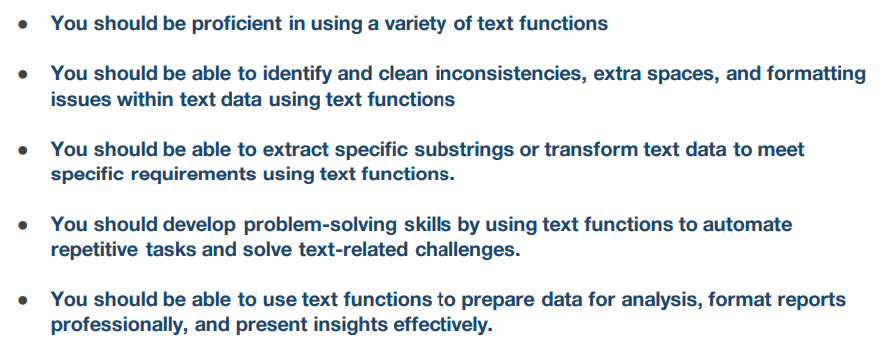 ● You should be proficient in using a variety of text functions
● You should be able to identify and clean inconsistencies, extra spaces, and formatting
issues within text data using text functions
● You should be able to extract specific substrings or transform text data to meet
specific requirements using text functions.
● You should develop problem-solving skills by using text functions to automate
repetitive tasks and solve text-related challenges.
● You should be able to use text functions to prepare data for analysis, format reports
professionally, and present insights effectively.